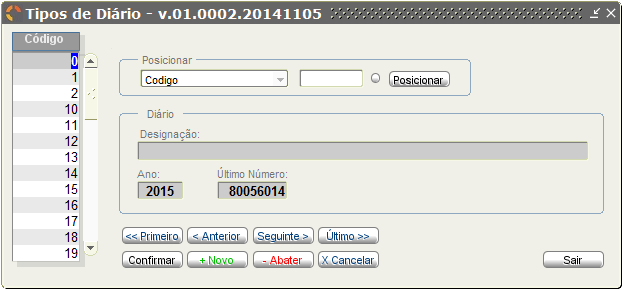 Tipos de Diário - v.01.0002.20141105
Código
0
1
2
10
11
12
13
14
15
16
17
18
19
Posicionar
Codigo
Posicionar
Diário
Designação:
Ano:
Último Número:
2015
80056014
<< Primeiro
< Anterior
Seguinte >
Último >>
Confirmar
+ Novo
- Abater
X Cancelar
Sair